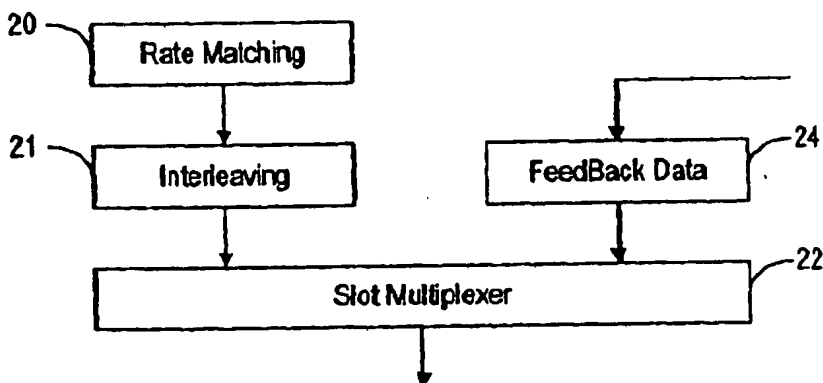 20
Rate Matching
21
Interleaving
24
FeedBack Data
22
Slot Multiplexer